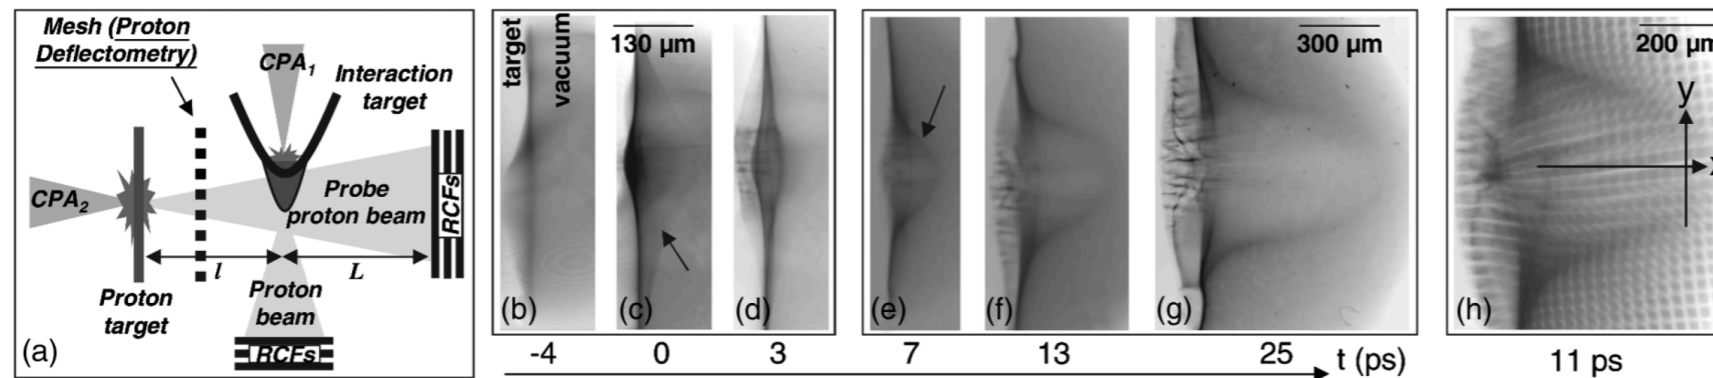 Mesh (Proton
Deflectometry)
CPA1
Interaction
target
CPA2
Probe
proton beam
RCFs
l
L
Proton
target
Proton
beam
RCFs
(a)
target
vacuum
130 µm
(b)
(c)
(d)
-4
0
3
300 µm
(e)
(f)
(g)
7
13
25
t (ps)
200 µm
y
x
(h)
11 ps